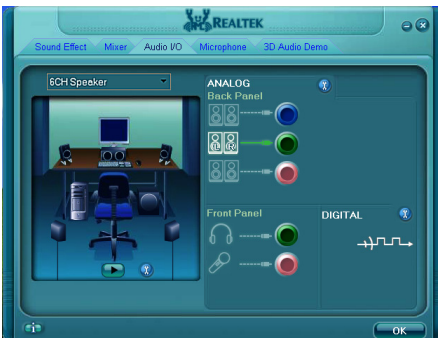 REALTEK
Sound Effect Mixer Audio I/O Microphone 3D Audio Demo
6CH Speaker
ANALOG
Back Panel
Front Panel
DIGITAL
OK